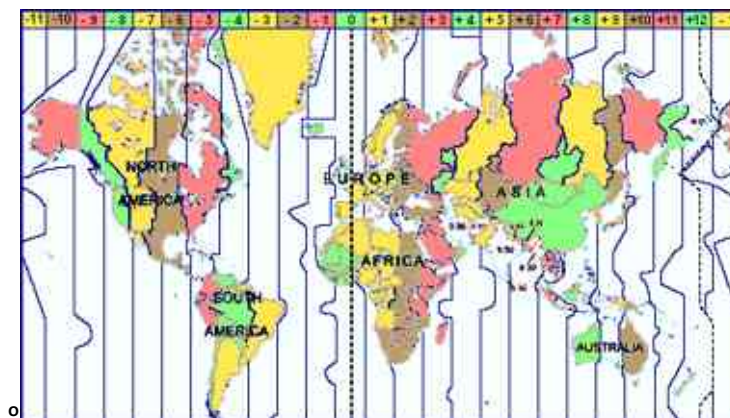 -11 -10 -9 -8 -7 -6 -5 -4 -3 -2 -1 0 +1 +2 +3 +4 +5 +6 +7 +8 +9 +10 +11 +12
EUROPE
NORTH
ASIA
AMERICA
AFRICA
SOUTH
AMERICA
AUSTRALIA
o